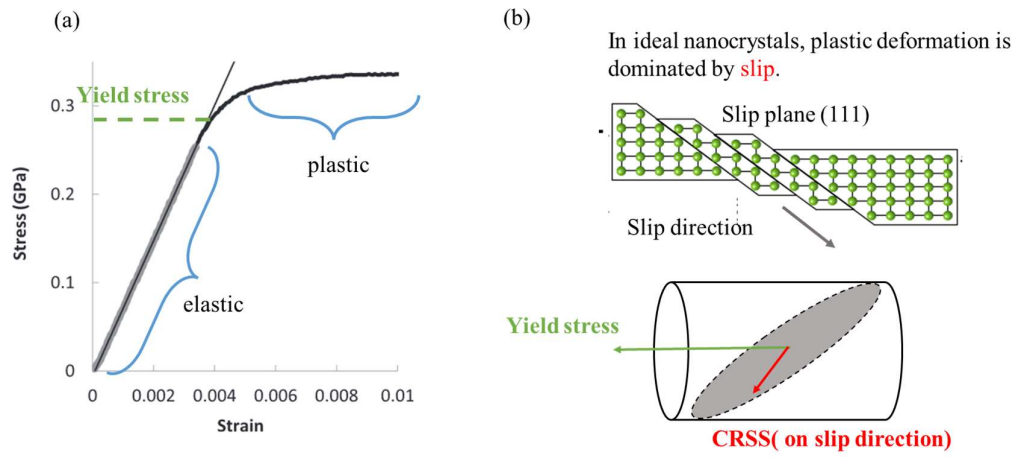 (a)
Yield stress
0.3
0.2
0.1
0
Stress (GPa)
plastic
elastic
0
0.002
0.004
0.006
0.008
0.01
Strain
(b)
In ideal nanocrystals, plastic deformation is
dominated by slip.
Slip plane (111)
Slip direction
Yield stress
CRSS( on slip direction)